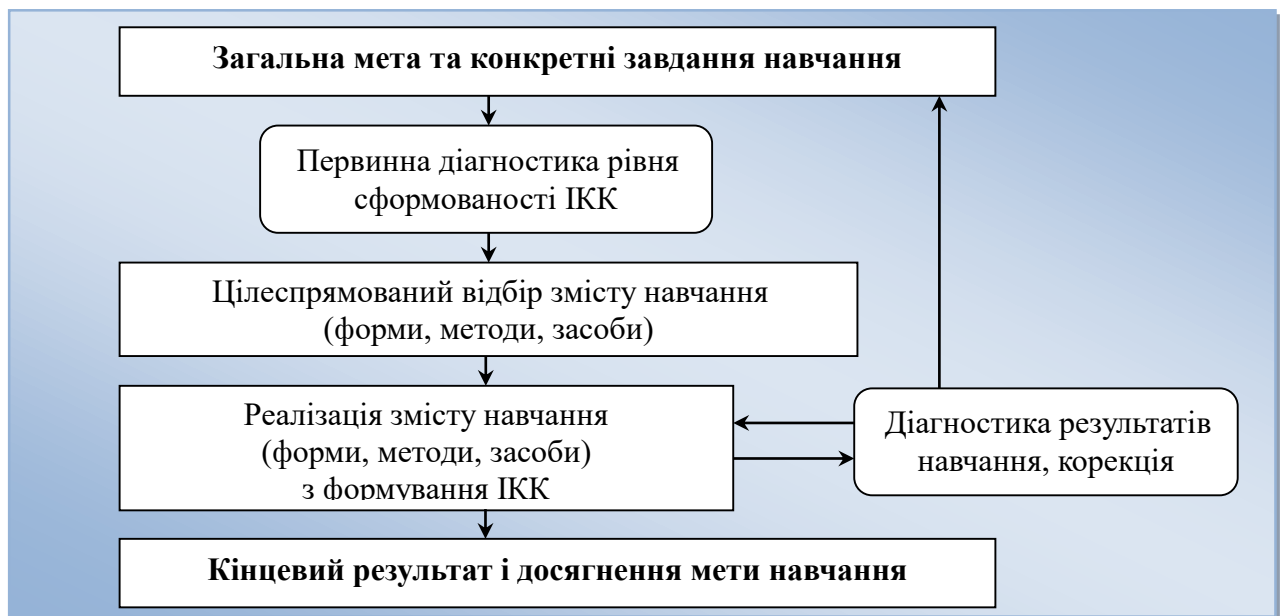 Загальна мета та конкретні завдання навчання
Первинна діагностика рівня
сформованості ІКК
Цілеспрямований відбір змісту навчання
(форми, методи, засоби)
Реалізація змісту навчання
(форми, методи, засоби)
з формування ІКК
Діагностика результатів
навчання, корекція
Кінцевий результат і досягнення мети навчання